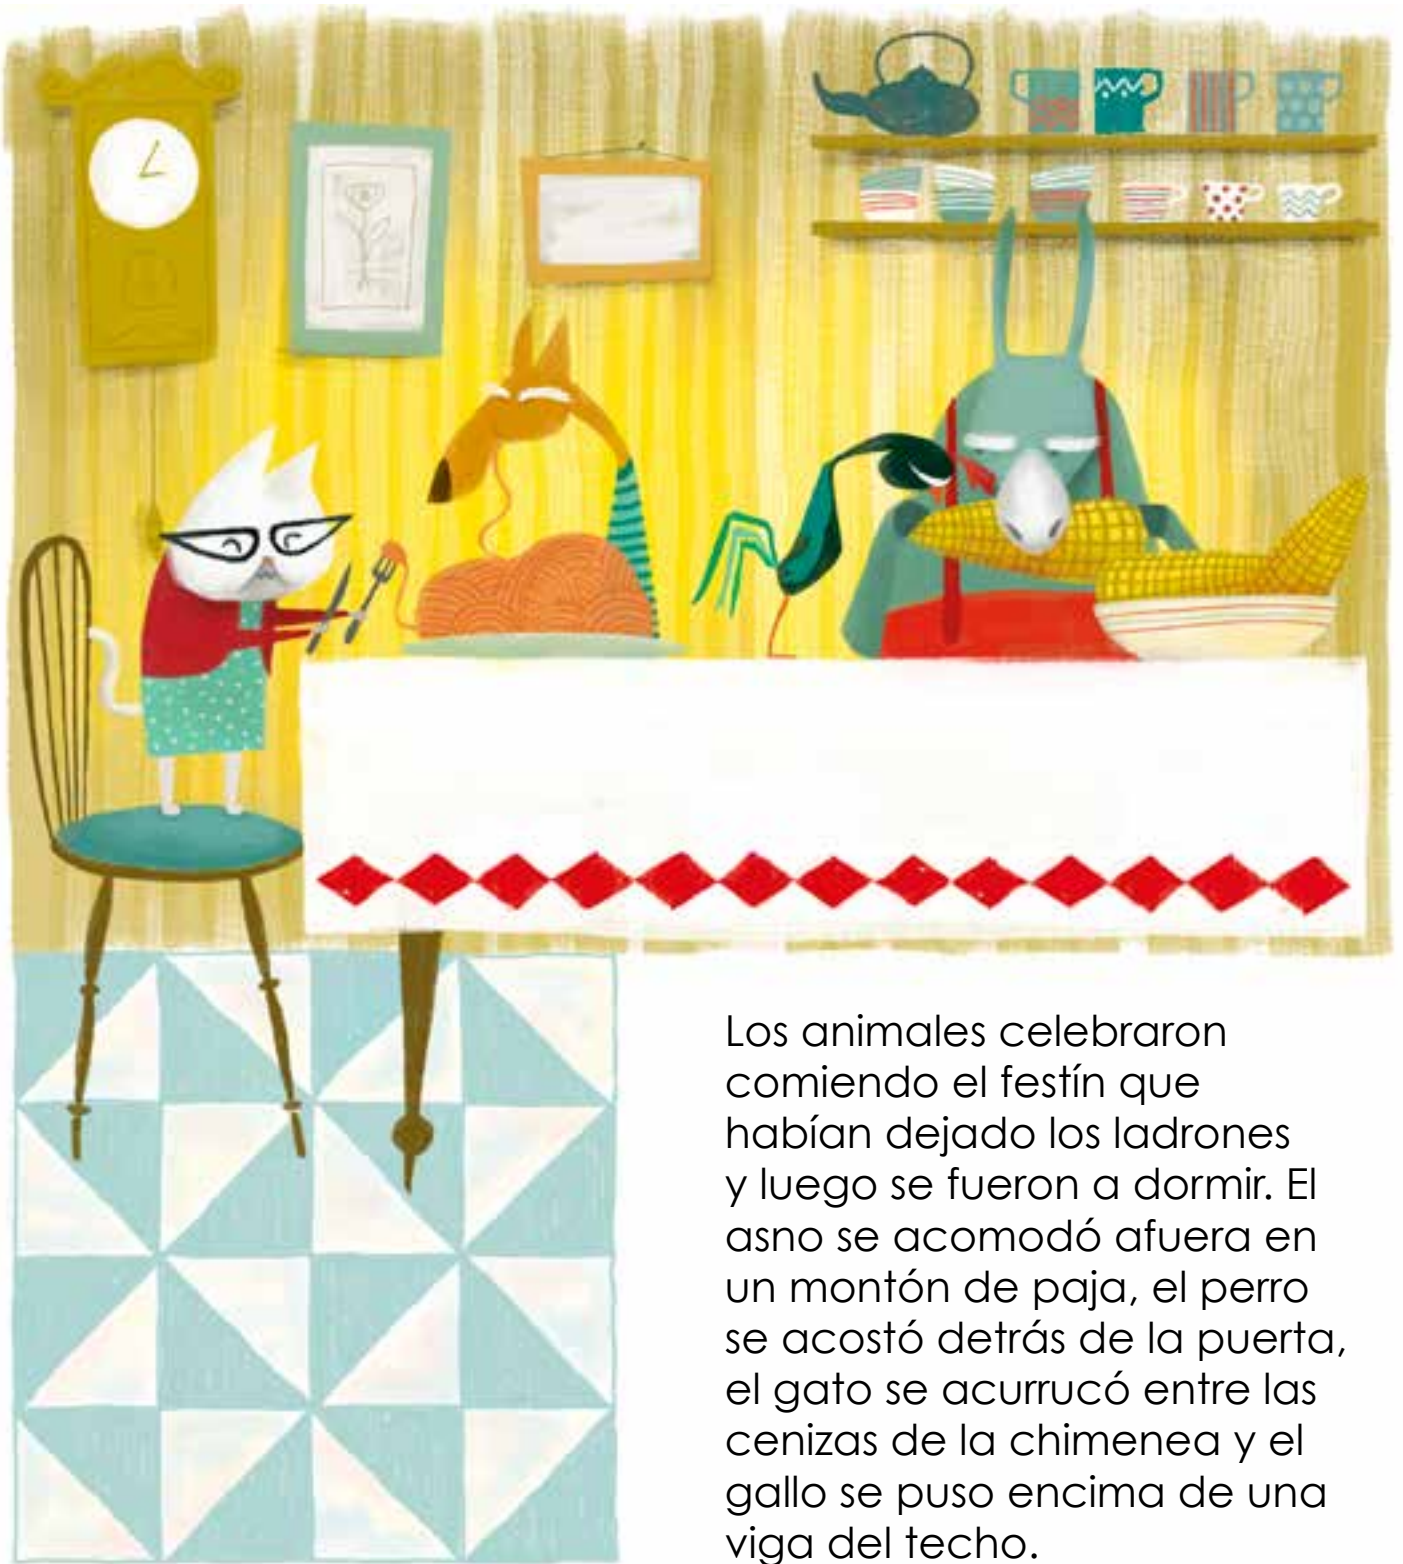 Los animales celebraron
comiendo el festín que
habían dejado los ladrones
y luego se fueron a dormir. El
asno se acomodó afuera en
un montón de paja, el perro
se acostó detrás de la puerta,
el gato se acurrucó entre las
cenizas de la chimenea y el
gallo se puso encima de una
viga del techo.